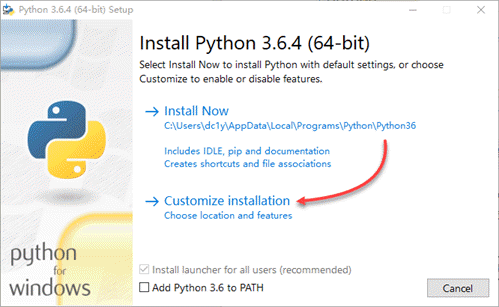 Python 3.6.4 (64-bit) Setup
Install Python 3.6.4 (64-bit)
Select Install Now to install Python with default settings, or choose
Customize to enable or disable features.
Install Now
C:\Users\dc1y\AppData\Local\Programs\Python\Python36
Includes IDLE, pip and documentation
Creates shortcuts and file associations
Customize installation
Choose location and features
python
for
windows
Install launcher for all users (recommended)
Add Python 3.6 to PATH
Cancel